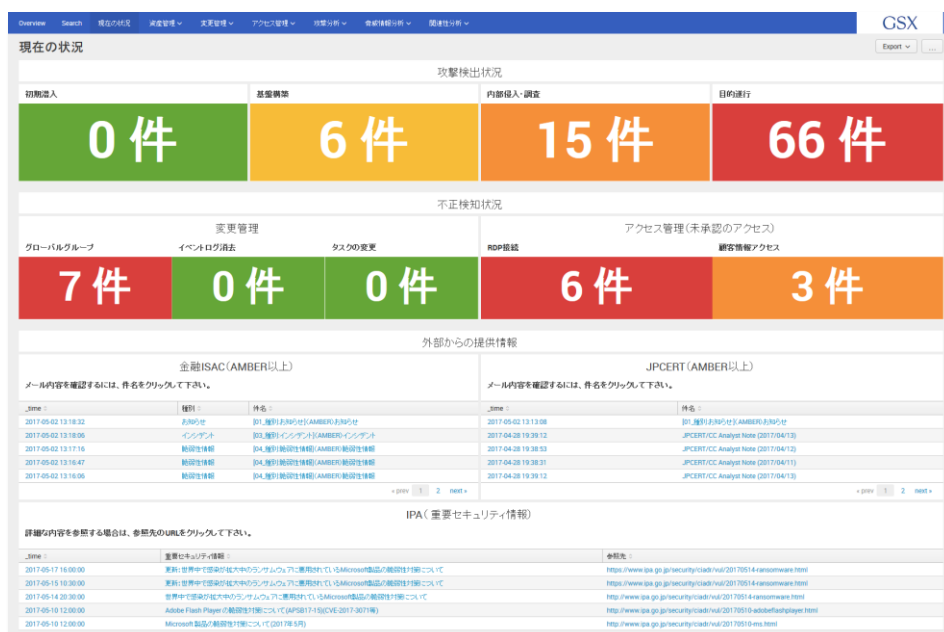 Overview Search 現在の状況 資産管理 変更管理 アクセス管理 攻撃分析 脅威情報分析 関連性分析 GSX
現在の状況 Export ...
攻撃検出状況
初期潜入 基盤構築 内部侵入・調査 目的遂行
0 件 6 件 15 件 66 件
不正検知状況
変更管理 アクセス管理(未承認のアクセス)
グローバルグループ イベントログ消去 タスクの変更 RDP接続 顧客情報アクセス
7 件 0 件 0 件 6 件 3 件
外部からの提供情報
金融ISAC(AMBER以上)
メール内容を確認するには、件名をクリックして下さい。
_time 種別 件名
2017-05-02 13:18:32 お知らせ [01_種別:お知らせ](AMBER)お知らせ
2017-05-02 13:18:06 インシデント [03_種別:インシデント](AMBER)インシデント
2017-05-02 13:17:16 脆弱性情報 [04_種別:脆弱性情報](AMBER)脆弱性情報
2017-05-02 13:16:47 脆弱性情報 [04_種別:脆弱性情報](AMBER)脆弱性情報
2017-05-02 13:16:06 脆弱性情報 [04_種別:脆弱性情報](AMBER)脆弱性情報
« prev 1 2 next »
JPCERT(AMBER以上)
メール内容を確認するには、件名をクリックして下さい。
_time 件名
2017-05-02 13:13:08 [01_種別:お知らせ](AMBER)お知らせ
2017-04-28 19:39:12 JPCERT/CC Analyst Note (2017/04/13)
2017-04-28 19:38:53 JPCERT/CC Analyst Note (2017/04/12)
2017-04-28 19:38:31 JPCERT/CC Analyst Note (2017/04/11)
2017-04-28 19:39:12 JPCERT/CC Analyst Note (2017/04/13)
« prev 1 2 next »
IPA(重要セキュリティ情報)
詳細な内容を参照する場合は、参照先のURLをクリックして下さい。
_time 重要セキュリティ情報 参照先
2017-05-17 16:00:00 更新:世界中で感染が拡大中のランサムウェアに悪用されているMicrosoft製品の脆弱性対策について https://www.ipa.go.jp/security/ciadr/vul/20170514-ransomware.html
2017-05-15 10:30:00 更新:世界中で感染が拡大中のランサムウェアに悪用されているMicrosoft製品の脆弱性対策について https://www.ipa.go.jp/security/ciadr/vul/20170514-ransomware.html
2017-05-14 20:30:00 世界中で感染が拡大中のランサムウェアに悪用されているMicrosoft製品の脆弱性対策について http://www.ipa.go.jp/security/ciadr/vul/20170514-ransomware.html
2017-05-10 12:00:00 Adobe Flash Player の脆弱性対策について(APSB17-15)(CVE-2017-3071等) http://www.ipa.go.jp/security/ciadr/vul/20170510-adobeflashplayer.html
2017-05-10 12:00:00 Microsoft 製品の脆弱性対策について(2017年5月) http://www.ipa.go.jp/security/ciadr/vul/20170510-ms.html